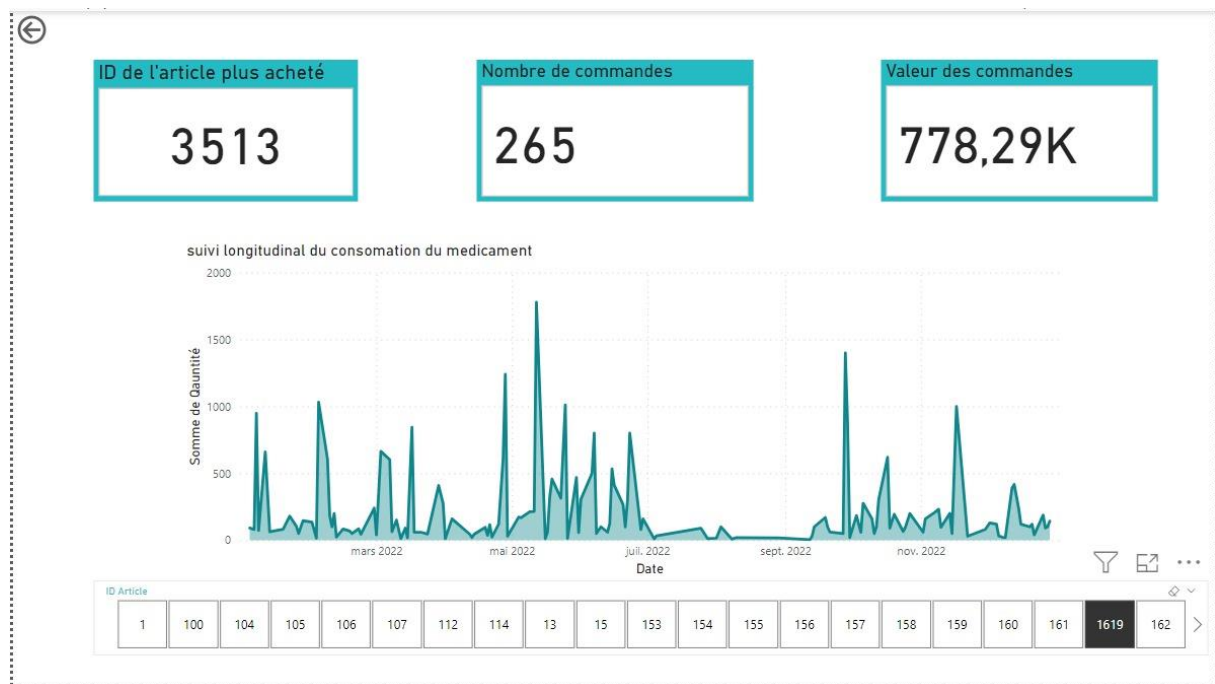 ID de l'article plus acheté
3513
Nombre de commandes
265
Valeur des commandes
778,29K
suivi longitudinal du consomation du medicament
Somme de Qauntité
2000
1500
1000
500
0
mars 2022 mai 2022 juil. 2022 sept. 2022 nov. 2022
Date
ID Article
1 100 104 105 106 107 112 114 13 15 153 154 155 156 157 158 159 160 161 1619 162